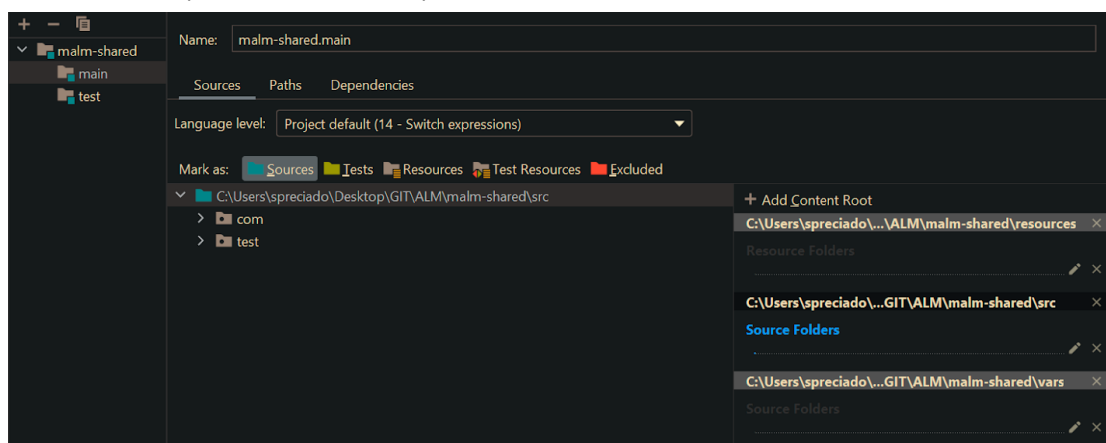 malm-shared
main
test
Name: malm-shared.main
Sources Paths Dependencies
Language level: Project default (14 - Switch expressions)
Mark as: Sources Tests Resources Test Resources Excluded
C:\Users\spreciado\Desktop\GIT\ALM\malm-shared\src
com
test
+ Add Content Root
C:\Users\spreciado\...\ALM\malm-shared\resources
Resource Folders
.
C:\Users\spreciado\...GIT\ALM\malm-shared\src
Source Folders
.
C:\Users\spreciado\...GIT\ALM\malm-shared\vars
Source Folders
.